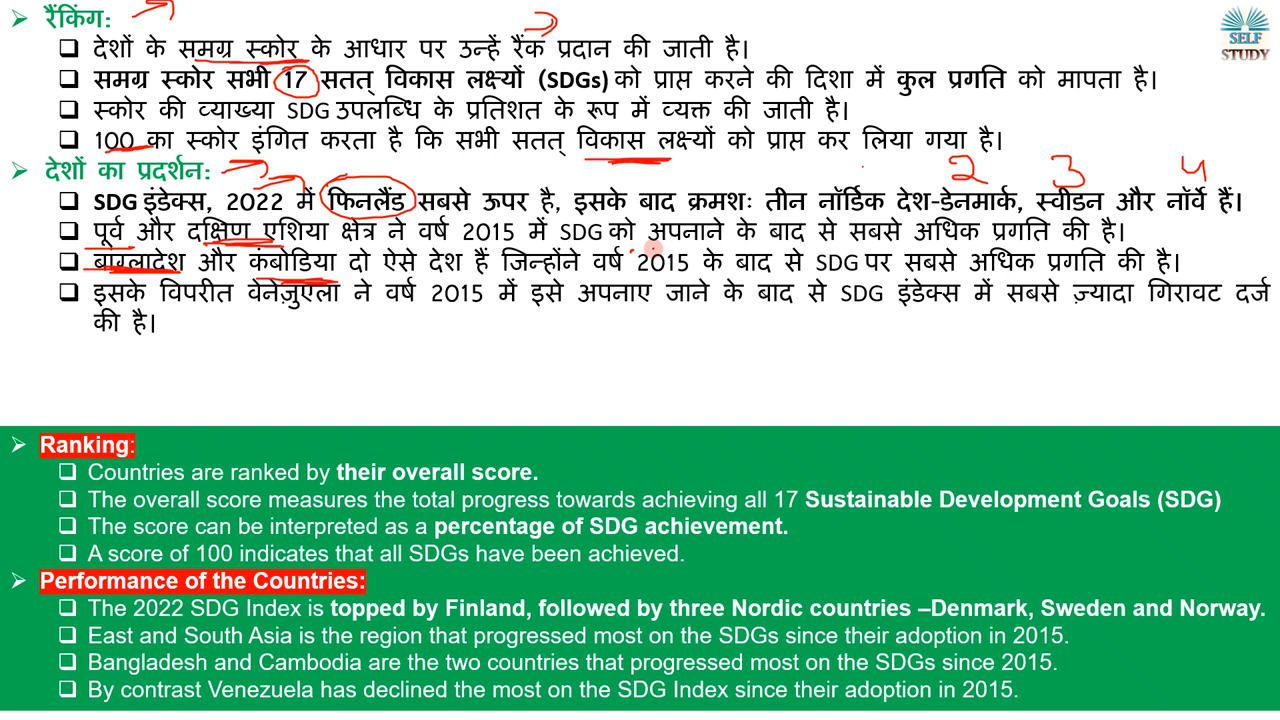 ➢ रैंकिंग:
❑ देशों के समग्र स्कोर के आधार पर उन्हें रैंक प्रदान की जाती है।
❑ समग्र स्कोर सभी 17 सतत् विकास लक्ष्यों (SDGs) को प्राप्त करने की दिशा में कुल प्रगति को मापता है।
❑ स्कोर की व्याख्या SDG उपलब्धि के प्रतिशत के रूप में व्यक्त की जाती है।
❑ 100 का स्कोर इंगित करता है कि सभी सतत् विकास लक्ष्यों को प्राप्त कर लिया गया है।
➢ देशों का प्रदर्शन:
2 3 4
❑ SDG इंडेक्स, 2022 में फिनलैंड सबसे ऊपर है, इसके बाद क्रमशः तीन नॉर्डिक देश-डेनमार्क, स्वीडन और नॉर्वे हैं।
❑ पूर्व और दक्षिण एशिया क्षेत्र ने वर्ष 2015 में SDG को अपनाने के बाद से सबसे अधिक प्रगति की है।
❑ बांग्लादेश और कंबोडिया दो ऐसे देश हैं जिन्होंने वर्ष 2015 के बाद से SDG पर सबसे अधिक प्रगति की है।
❑ इसके विपरीत वेनेज़ुएला ने वर्ष 2015 में इसे अपनाए जाने के बाद से SDG इंडेक्स में सबसे ज़्यादा गिरावट दर्ज
की है।
SELF
STUDY
➢ Ranking:
❑ Countries are ranked by their overall score.
❑ The overall score measures the total progress towards achieving all 17 Sustainable Development Goals (SDG)
❑ The score can be interpreted as a percentage of SDG achievement.
❑ A score of 100 indicates that all SDGs have been achieved.
➢ Performance of the Countries:
❑ The 2022 SDG Index is topped by Finland, followed by three Nordic countries –Denmark, Sweden and Norway.
❑ East and South Asia is the region that progressed most on the SDGs since their adoption in 2015.
❑ Bangladesh and Cambodia are the two countries that progressed most on the SDGs since 2015.
❑ By contrast Venezuela has declined the most on the SDG Index since their adoption in 2015.